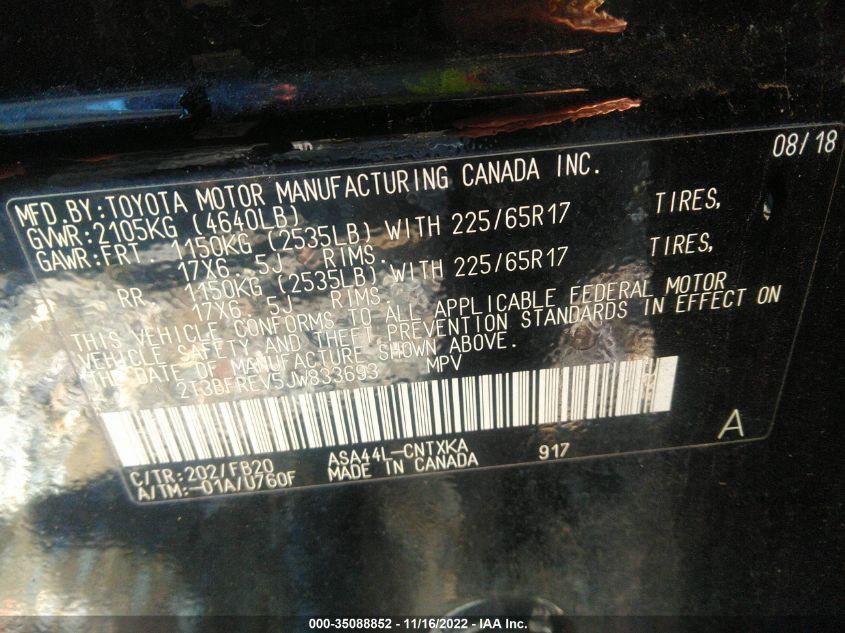 08/18
MFD.BY:TOYOTA MOTOR MANUFACTURING CANADA INC.
GVWR:2105KG (4640LB)
GAWR:FRT. 1150KG (2535LB) WITH 225/65R17 TIRES,
17X6.5J RIMS.
RR. 1150KG (2535LB) WITH 225/65R17 TIRES,
17X6.5J RIMS.
THIS VEHICLE CONFORMS TO ALL APPLICABLE FEDERAL MOTOR
VEHICLE SAFETY AND THEFT PREVENTION STANDARDS IN EFFECT ON
THE DATE OF MANUFACTURE SHOWN ABOVE.
2T3BFREV5JW833693 MPV
C/TR:202/FB20 ASA44L-CNTXKA 917 A
A/TM:-01A/U760F MADE IN CANADA
000-35088852 - 11/16/2022 - IAA Inc.